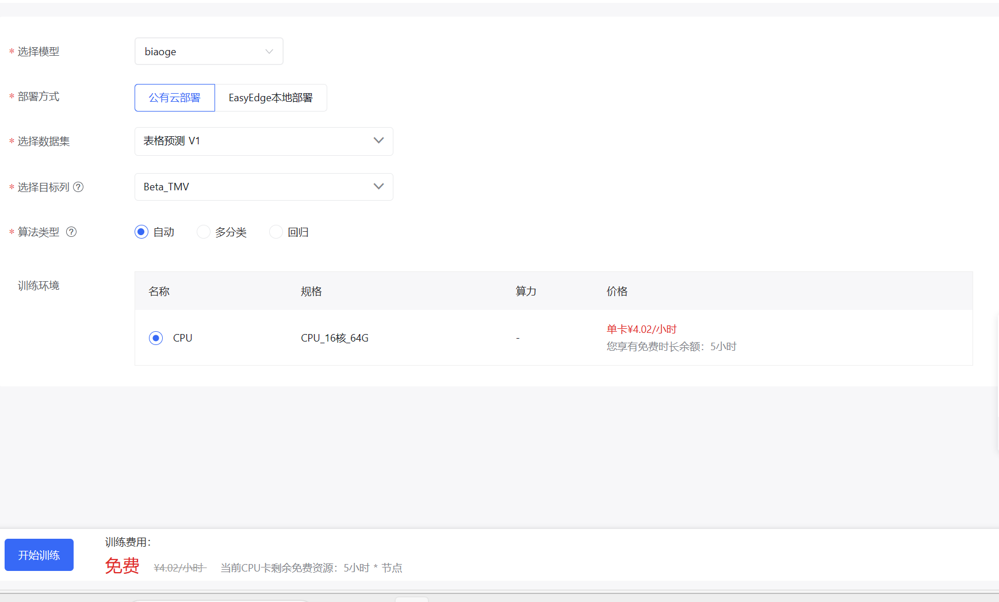 * 选择模型 biaoge
* 部署方式 公有云部署 EasyEdge本地部署
* 选择数据集 表格预测 V1
* 选择目标列 ? Beta_TMV
* 算法类型 ? 自动 多分类 回归
训练环境
名称 规格 算力 价格
CPU CPU_16核_64G - 单卡¥4.02/小时
您享有免费时长余额：5小时
开始训练
训练费用：
免费 ¥4.02/小时 当前CPU卡剩余免费资源：5小时 * 节点